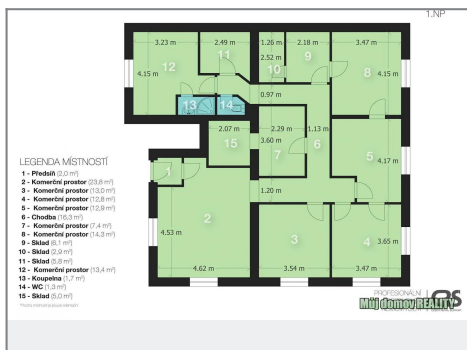 1.NP
3.23 m
2.49 m
1.26 m
2.18 m
3.47 m
11
9
2.52 m
12
10
8
4.15 m
4.15 m
13
14
0.97 m
2.07 m
2.29 m
1.13 m
15
3.60 m
7
6
5
4.17 m
1
1.20 m
2
4.53 m
3
4
3.65 m
4.62 m
3.54 m
3.47 m
LEGENDA MÍSTNOSTÍ
1 - Předsíň (2,0 m²)
2 - Komerční prostor (23,8 m²)
3 - Komerční prostor (13,0 m²)
4 - Komerční prostor (12,8 m²)
5 - Komerční prostor (12,9 m²)
6 - Chodba (16,3 m²)
7 - Komerční prostor (7,4 m²)
8 - Komerční prostor (14,3 m²)
9 - Sklad (6,1 m²)
10 - Sklad (2,9 m²)
11 - Sklad (5,8 m²)
12 - Komerční prostor (13,4 m²)
13 - Koupelna (1,7 m²)
14 - WC (1,3 m²)
15 - Sklad (5,0 m²)
PROFESIONÁLNÍ
Můj domov REALITY